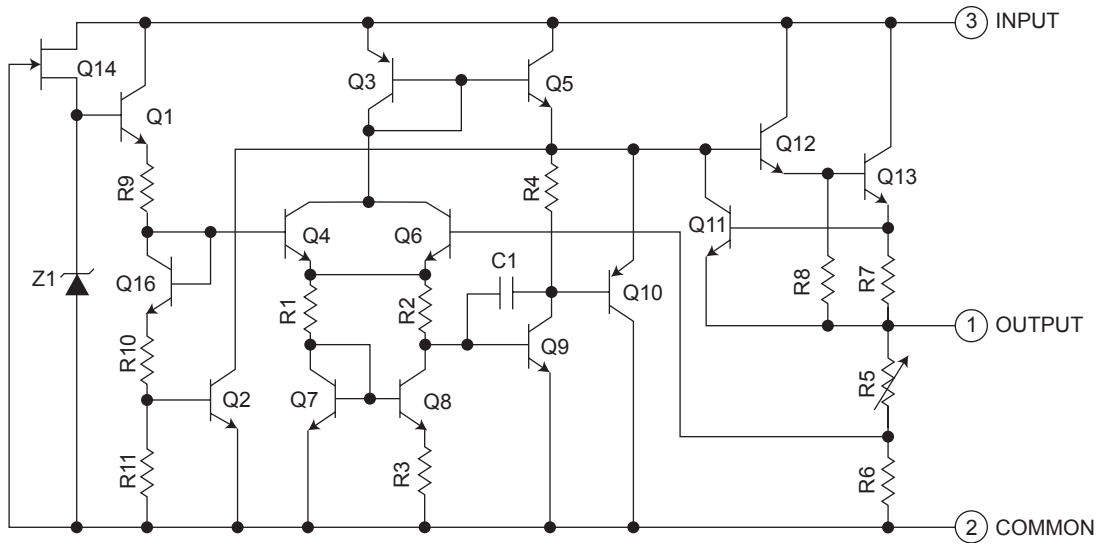 3 INPUT
Q14
Q3
Q5
Q1
Q12
R9
R4
Q13
Q11
Q4
Q6
C1
Z1
Q16
R1
R2
Q10
R8
R7
1 OUTPUT
R10
Q9
R5
Q2
Q7
Q8
R11
R3
R6
2 COMMON